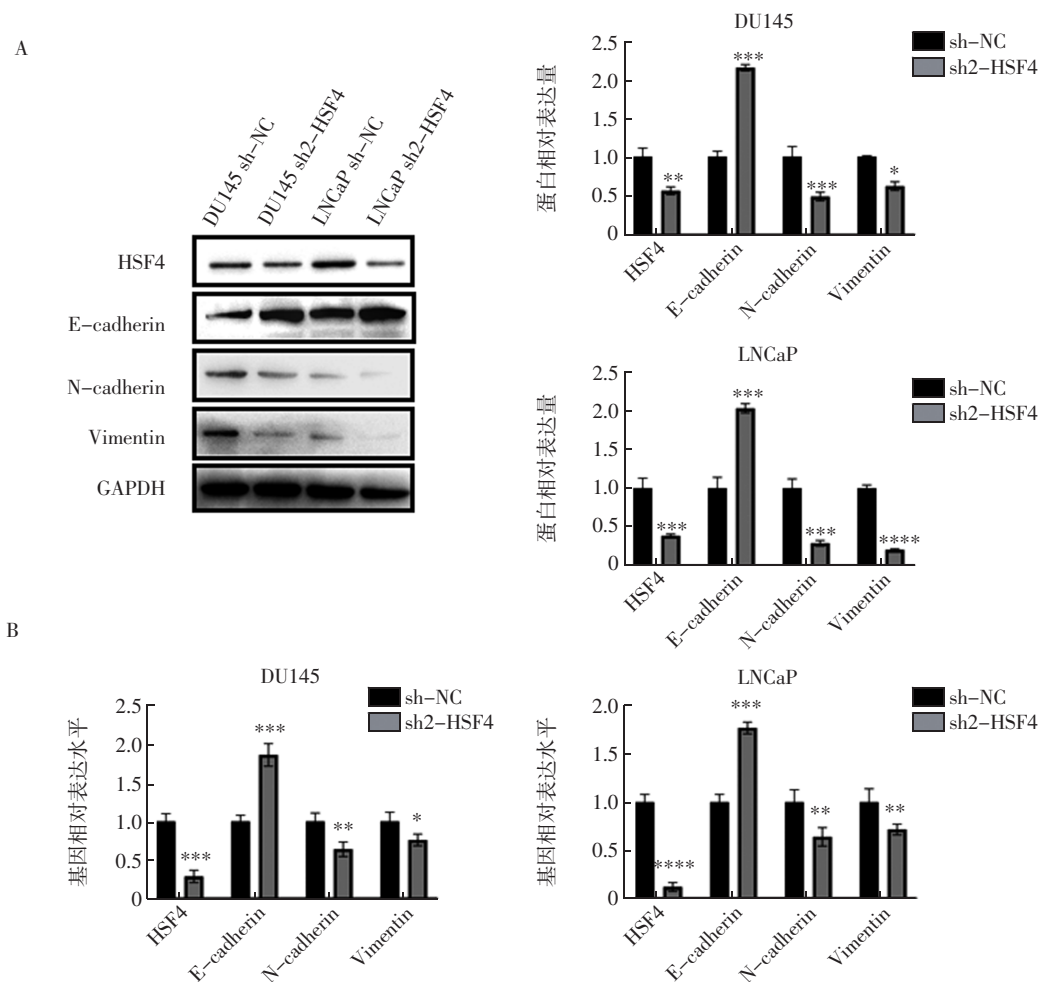 A
DU145 sh-NC
DU145 sh2-HSF4
LNCaP sh-NC
LNCaP sh2-HSF4
HSF4
E-cadherin
N-cadherin
Vimentin
GAPDH
DU145
sh-NC
sh2-HSF4
蛋白相对表达量
2.5
2.0
1.5
1.0
0.5
0
**
***
***
*
HSF4
E-cadherin
N-cadherin
Vimentin
LNCaP
sh-NC
sh2-HSF4
蛋白相对表达量
2.5
2.0
1.5
1.0
0.5
0
***
***
***
****
HSF4
E-cadherin
N-cadherin
Vimentin
B
DU145
sh-NC
sh2-HSF4
基因相对表达水平
2.5
2.0
1.5
1.0
0.5
0
***
***
**
*
HSF4
E-cadherin
N-cadherin
Vimentin
LNCaP
sh-NC
sh2-HSF4
基因相对表达水平
2.0
1.5
1.0
0.5
0
****
***
**
**
HSF4
E-cadherin
N-cadherin
Vimentin